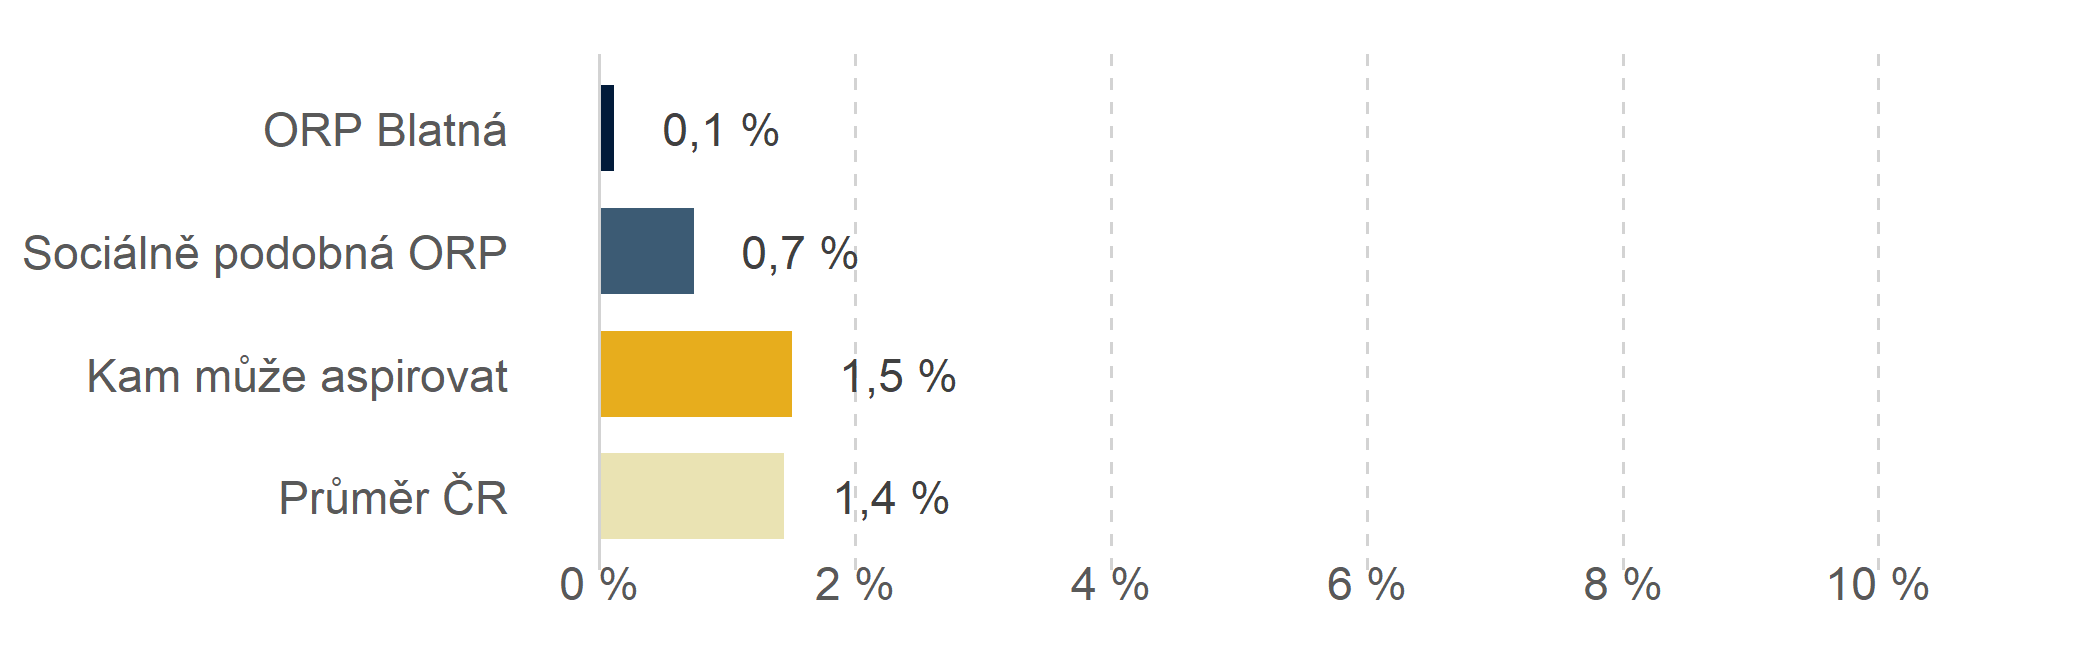 ORP Blatná 0,1 %
Sociálně podobná ORP 0,7 %
Kam může aspirovat 1,5 %
Průměr ČR 1,4 %
0 % 2 % 4 % 6 % 8 % 10 %